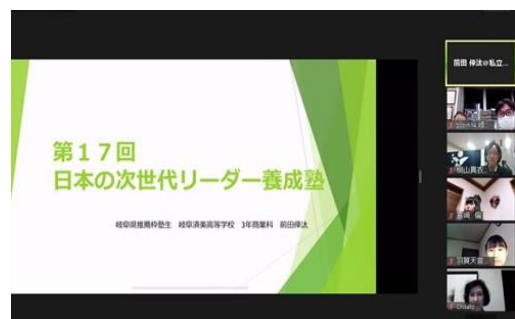 第１７回
日本の次世代リーダー養成塾
岐阜県推薦枠塾生 岐阜済美高等学校 3年商業科 前田倖汰
前田 倖汰@私立...